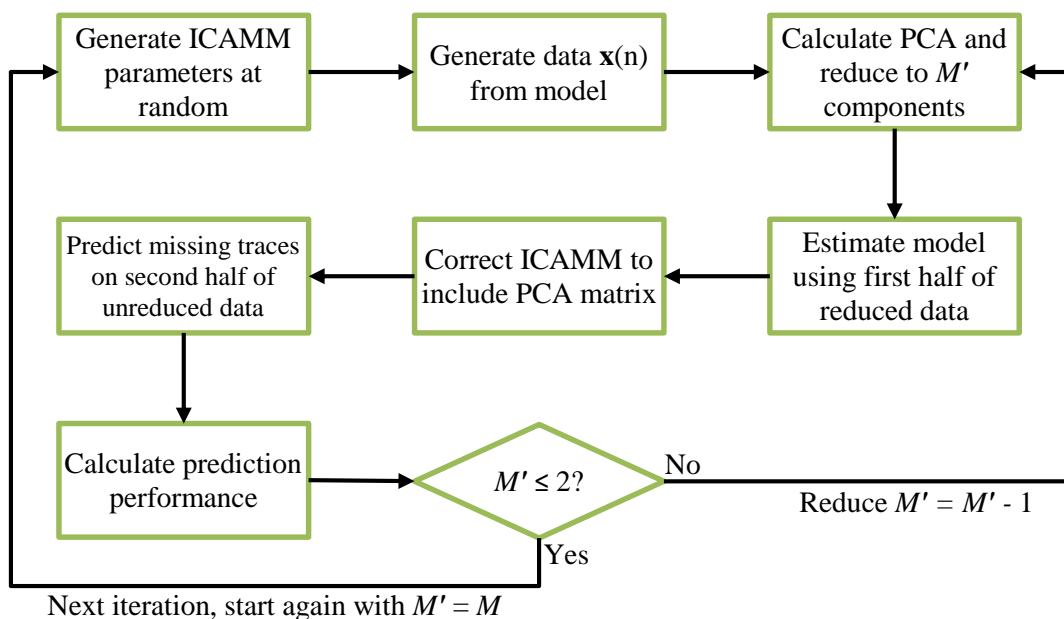 Generate ICAMM
parameters at
random
Generate data x(n)
from model
Calculate PCA and
reduce to M′
components
Predict missing traces
on second half of
unreduced data
Correct ICAMM to
include PCA matrix
Estimate model
using first half of
reduced data
Calculate prediction
performance
M′ ≤ 2?
No
Reduce M′ = M′ - 1
Yes
Next iteration, start again with M′ = M